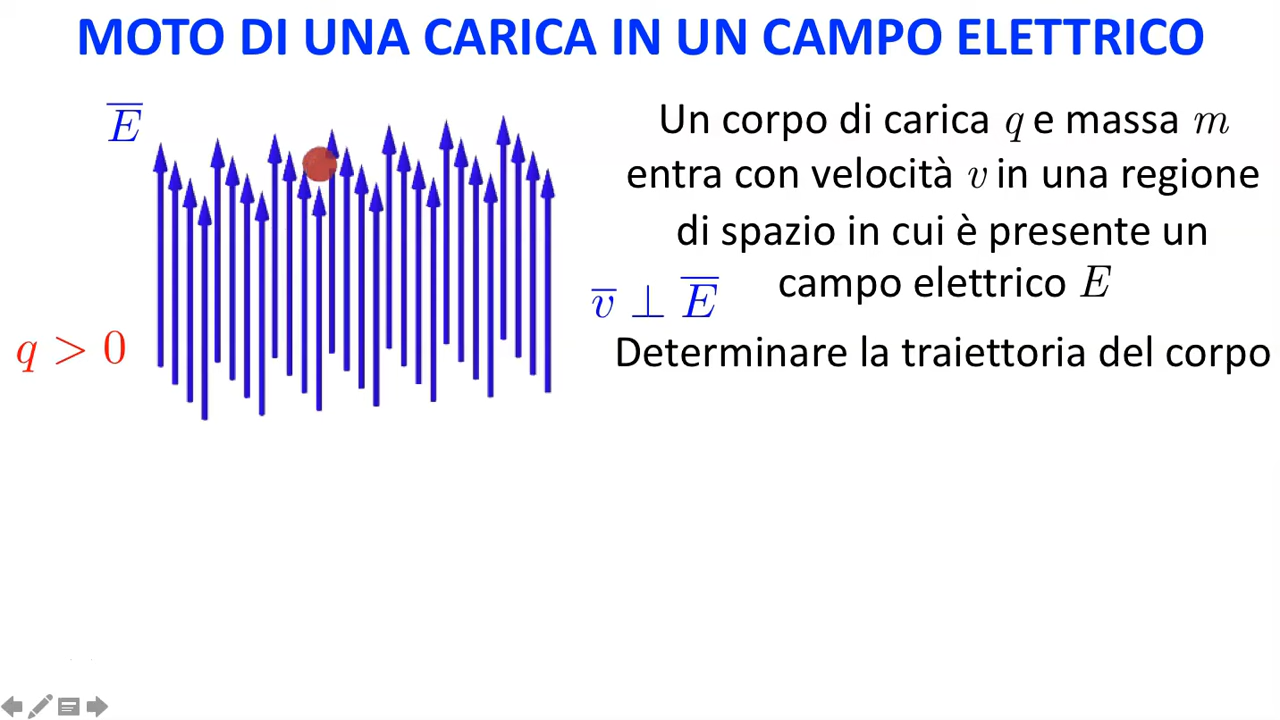 MOTO DI UNA CARICA IN UN CAMPO ELETTRICO
E̅
Un corpo di carica q e massa m
entra con velocità v in una regione
di spazio in cui è presente un
campo elettrico E
v̅ ⊥ E̅
q > 0
Determinare la traiettoria del corpo